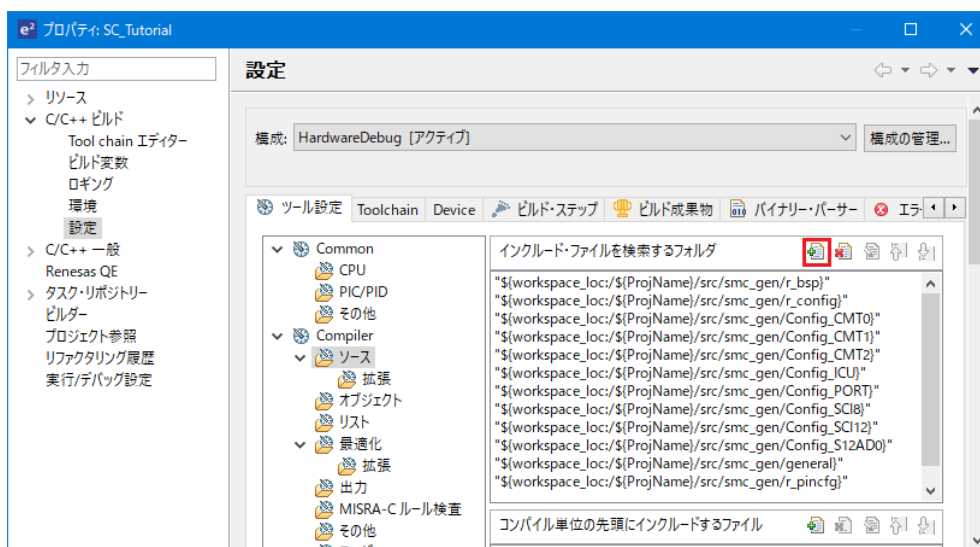 e² プロパティ: SC_Tutorial
フィルタ入力
リソース
C/C++ ビルド
Tool chain エディター
ビルド変数
ロギング
環境
設定
C/C++ 一般
Renesas QE
タスク・リポジトリー
ビルダー
プロジェクト参照
リファクタリング履歴
実行/デバッグ設定
設定
構成: HardwareDebug [アクティブ] 構成の管理...
ツール設定 Toolchain Device ビルド・ステップ ビルド成果物 バイナリー・パーサー エラ
Common
CPU
PIC/PID
その他
Compiler
ソース
拡張
オブジェクト
リスト
最適化
拡張
出力
MISRA-C ルール検査
その他
インクルード・ファイルを検索するフォルダ
"${workspace_loc:/${ProjName}/src/smc_gen/r_bsp}"
"${workspace_loc:/${ProjName}/src/smc_gen/r_config}"
"${workspace_loc:/${ProjName}/src/smc_gen/Config_CMT0}"
"${workspace_loc:/${ProjName}/src/smc_gen/Config_CMT1}"
"${workspace_loc:/${ProjName}/src/smc_gen/Config_CMT2}"
"${workspace_loc:/${ProjName}/src/smc_gen/Config_ICU}"
"${workspace_loc:/${ProjName}/src/smc_gen/Config_PORT}"
"${workspace_loc:/${ProjName}/src/smc_gen/Config_SCI8}"
"${workspace_loc:/${ProjName}/src/smc_gen/Config_SCI12}"
"${workspace_loc:/${ProjName}/src/smc_gen/Config_S12AD0}"
"${workspace_loc:/${ProjName}/src/smc_gen/general}"
"${workspace_loc:/${ProjName}/src/smc_gen/r_pincfg}"
コンパイル単位の先頭にインクルードするファイル